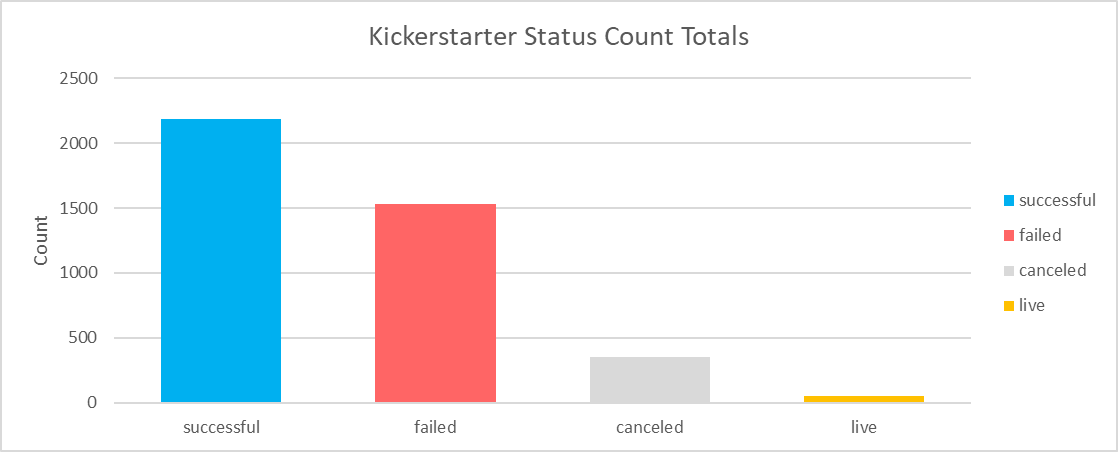 Kickerstarter Status Count Totals
2500
2000
1500
1000
500
0
Count
successful
failed
canceled
live
successful
failed
canceled
live